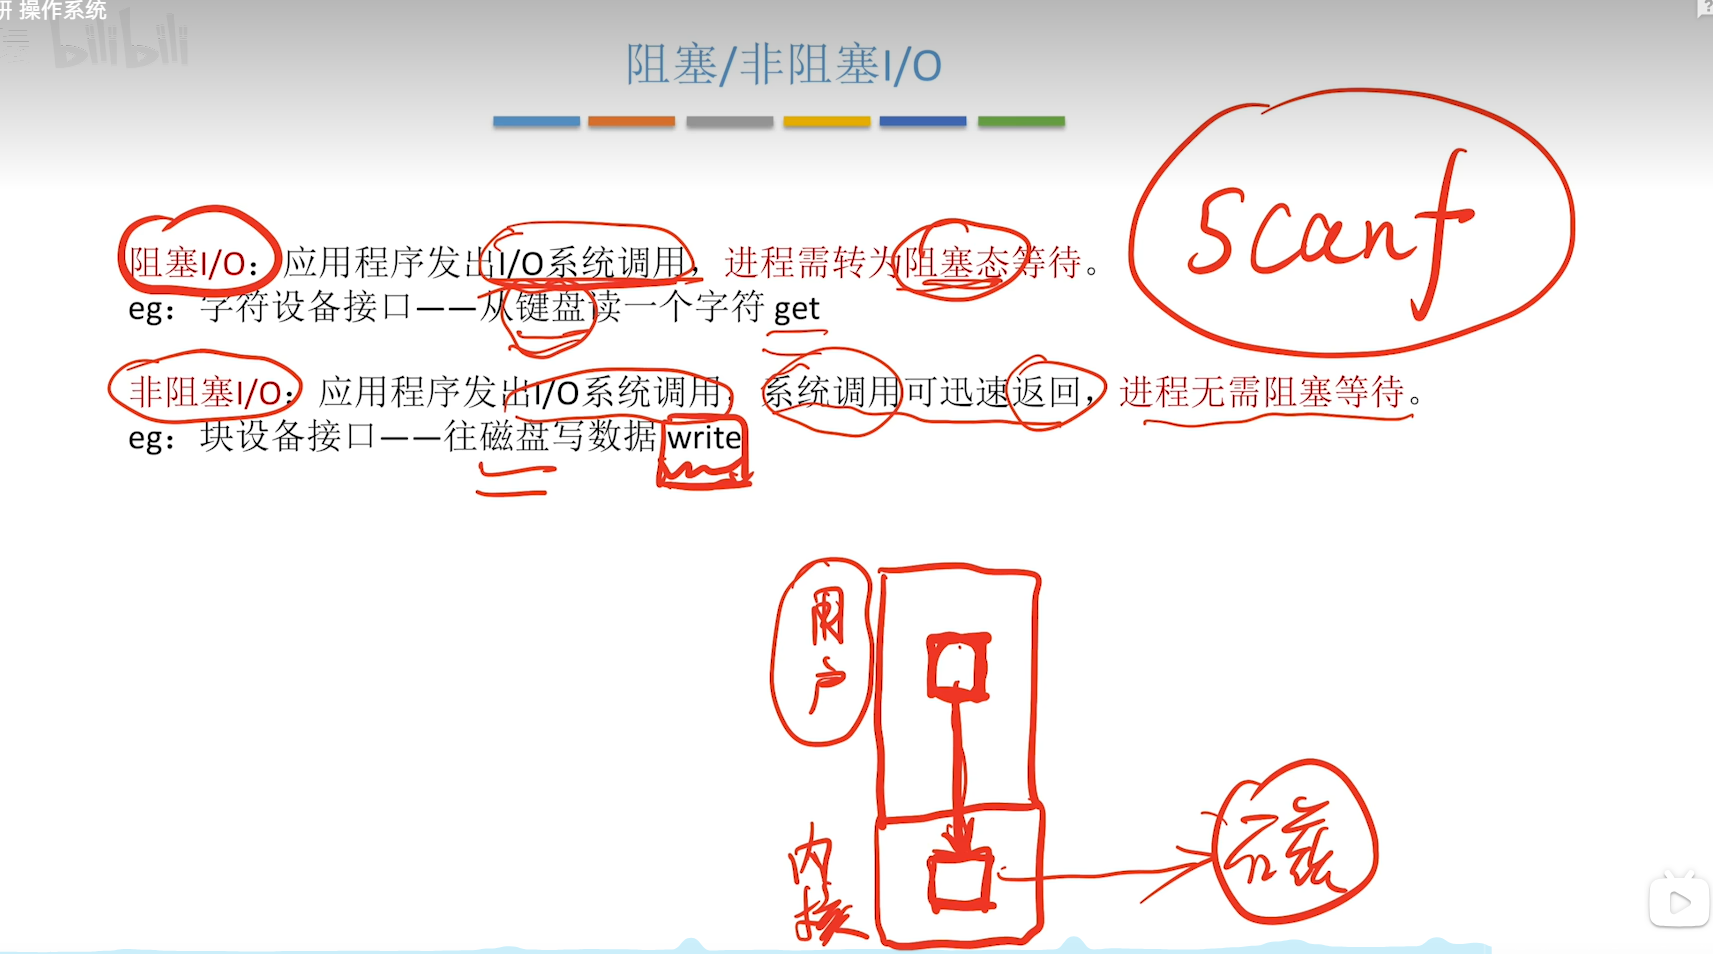 研 操作系统
bilibili
阻塞/非阻塞I/O
scanf
阻塞I/O：应用程序发出I/O系统调用，进程需转为阻塞态等待。
eg：字符设备接口——从键盘读一个字符 get
非阻塞I/O：应用程序发出I/O系统调用，系统调用可迅速返回，进程无需阻塞等待。
eg：块设备接口——往磁盘写数据 write
用户
内核
磁